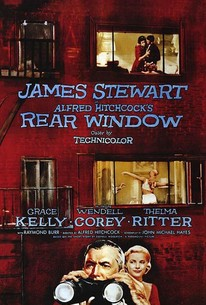 JAMES STEWART
ALFRED HITCHCOCK'S
REAR WINDOW
Color by
TECHNICOLOR
GRACE WENDELL THELMA
KELLY · COREY · RITTER
WITH RAYMOND BURR · DIRECTED BY ALFRED HITCHCOCK · SCREENPLAY BY JOHN MICHAEL HAYES